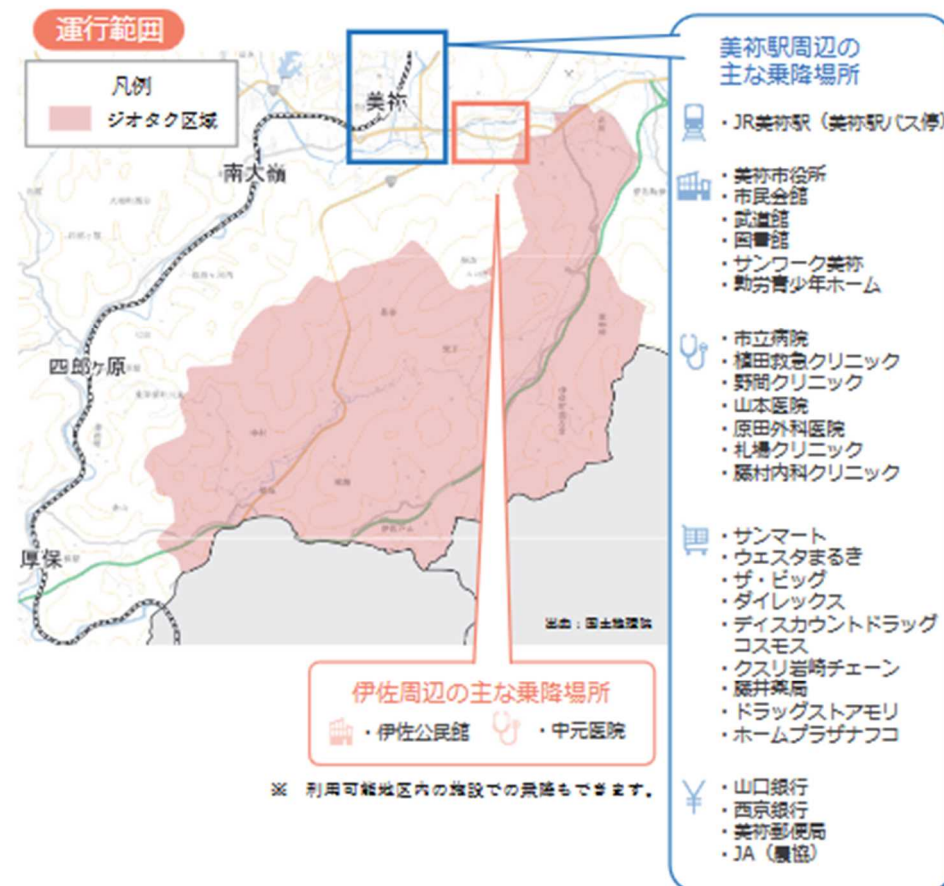 運行範囲
凡例
ジオタク区域
美祢
南大嶺
四郎ヶ原
厚保
出典：国土地理院
美祢駅周辺の
主な乗降場所
・JR美祢駅（美祢駅バス停）
・美祢市役所
・市民会館
・武道館
・図書館
・サンワーク美祢
・勤労青少年ホーム
・市立病院
・植田救急クリニック
・野間クリニック
・山本医院
・原田外科医院
・札場クリニック
・藤村内科クリニック
・サンマート
・ウェスタまるき
・ザ・ビッグ
・ダイレックス
・ディスカウントドラッグ
コスモス
・クスリ岩崎チェーン
・藤井薬局
・ドラッグストアモリ
・ホームプラザナフコ
¥
・山口銀行
・西京銀行
・美祢郵便局
・JA（農協）
伊佐周辺の主な乗降場所
・伊佐公民館 ・中元医院
※ 利用可能地区内の施設での乗降もできます。